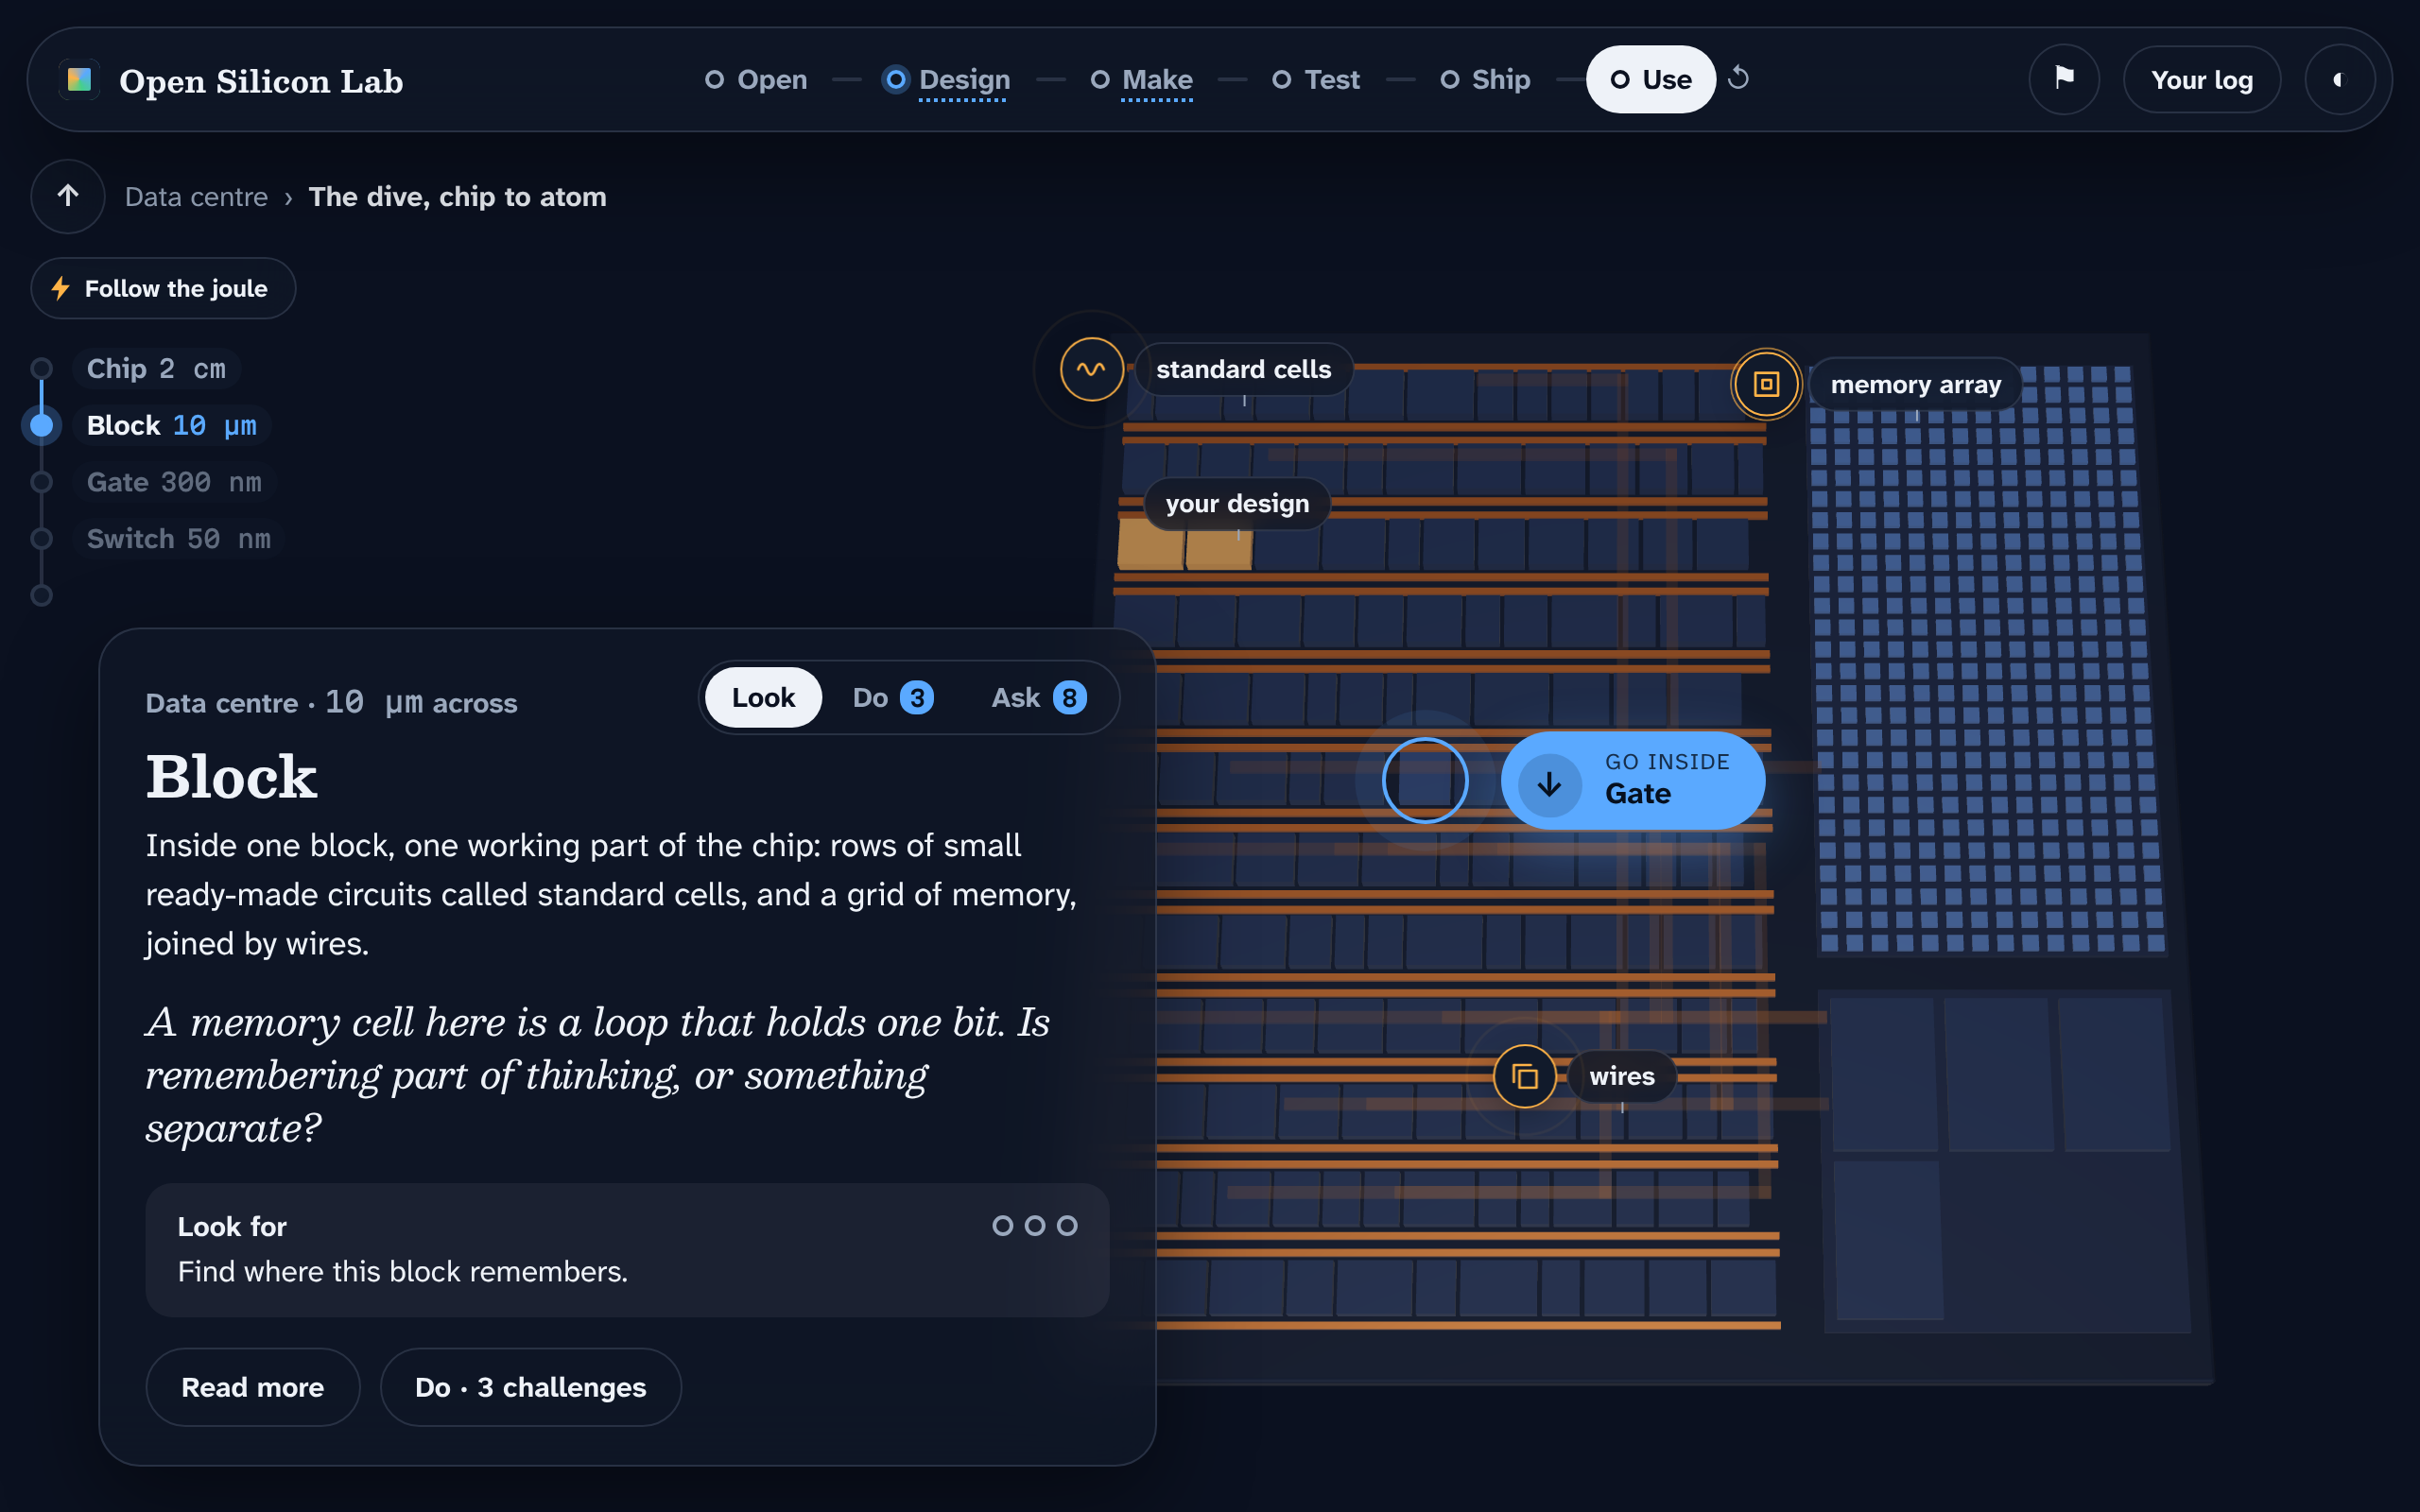 Open Silicon Lab
Open
Design
Make
Test
Ship
Use
Your log
Data centre › The dive, chip to atom
Follow the joule
Chip 2 cm
Block 10 µm
Gate 300 nm
Switch 50 nm
standard cells
memory array
your design
GO INSIDE
Gate
wires
Data centre · 10 µm across
Look
Do 3
Ask 8
Block
Inside one block, one working part of the chip: rows of small
ready-made circuits called standard cells, and a grid of memory,
joined by wires.
A memory cell here is a loop that holds one bit. Is
remembering part of thinking, or something
separate?
Look for
Find where this block remembers.
Read more
Do · 3 challenges